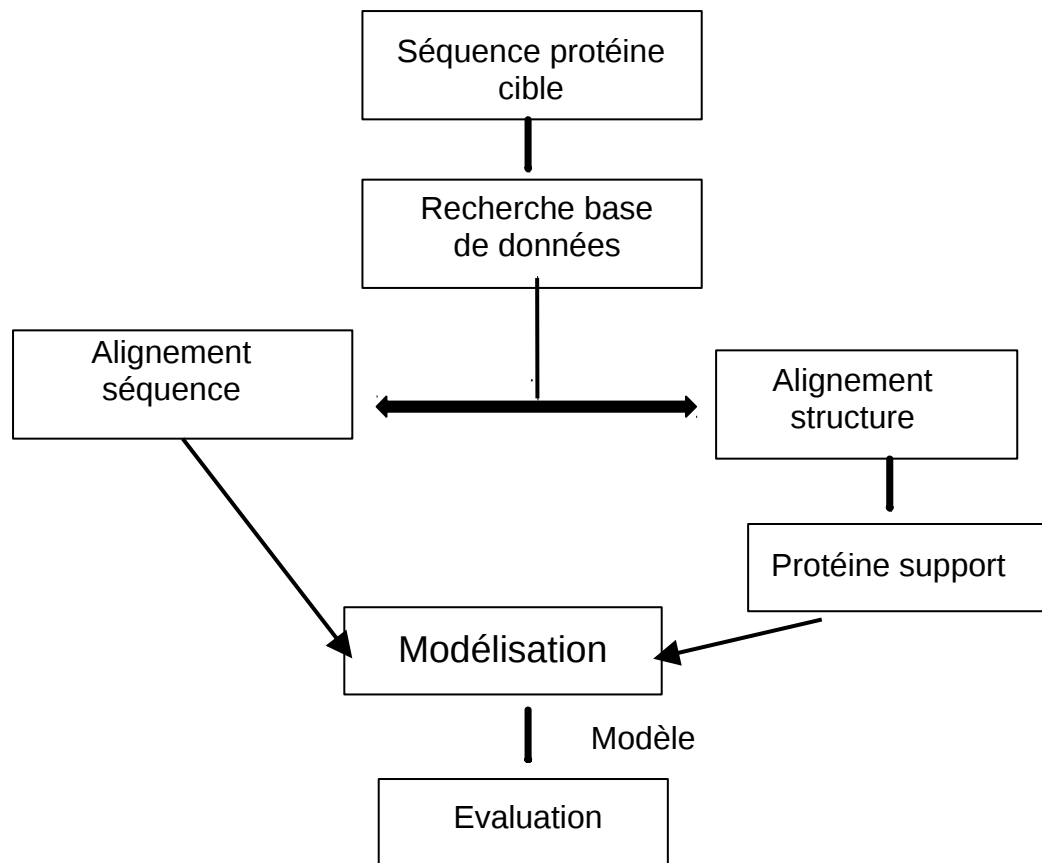 Séquence protéine
cible
Recherche base
de données
Alignement
séquence
Alignement
structure
Protéine support
Modélisation
Modèle
Evaluation